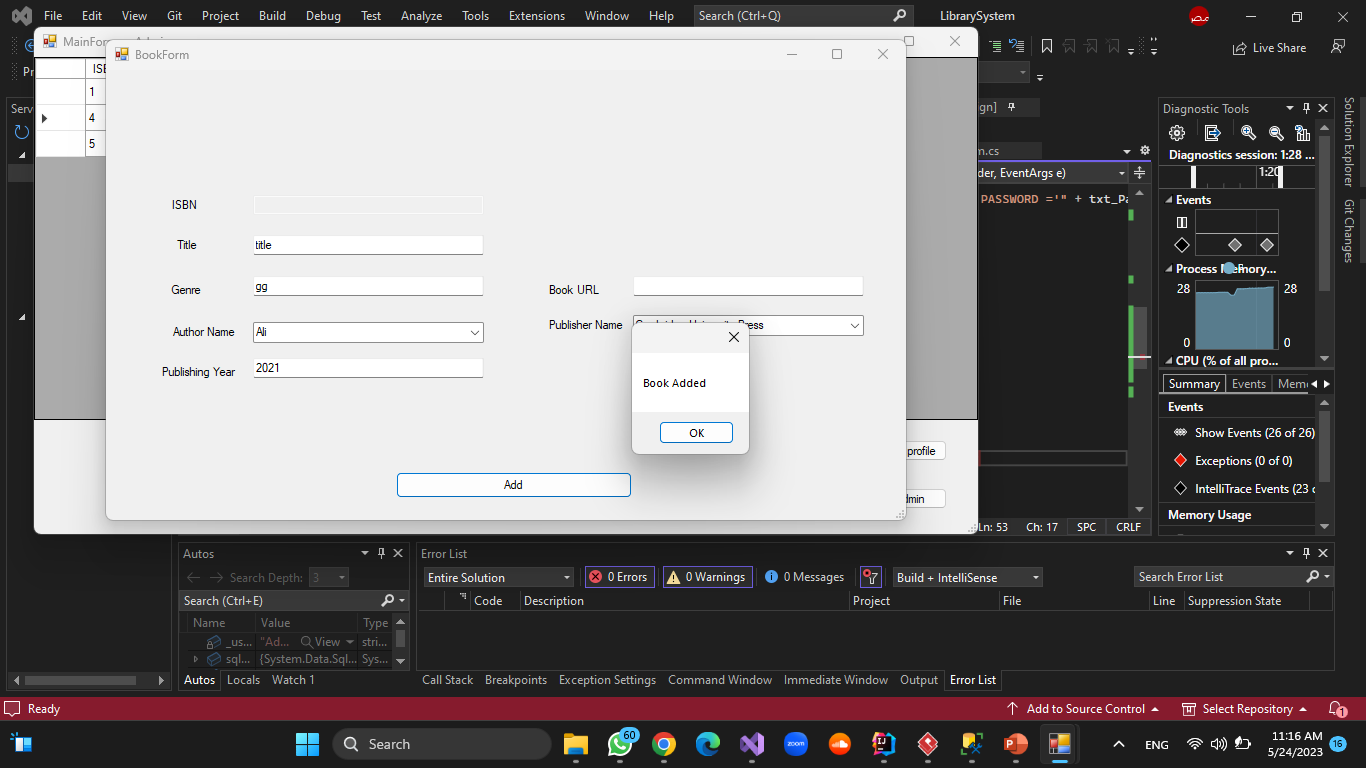 File Edit View Git Project Build Debug Test Analyze Tools Extensions Window Help Search (Ctrl+Q) LibrarySystem
Live Share
BookForm
ISBN
Title title
Genre gg
Author Name Ali
Publishing Year 2021
Book URL
Publisher Name
Book Added
OK
Add
1
4
5
profile
der, EventArgs e)
PASSWORD ='" + txt_Pa
Ln: 53 Ch: 17 SPC CRLF
Diagnostic Tools
Diagnostics session: 1:28 ...
1:20
Events
Process Memory...
28 28
0 0
CPU (% of all pro...
Summary Events Mem
Events
Show Events (26 of 26)
Exceptions (0 of 0)
IntelliTrace Events (23 o
Memory Usage
Solution Explorer
Git Changes
Autos
Search Depth: 3
Search (Ctrl+E)
Name Value Type
_us... "Ad... View stri...
sql... {System.Data.Sql... Sys...
Autos Locals Watch 1
Error List
Entire Solution 0 Errors 0 Warnings 0 Messages Build + IntelliSense Search Error List
Code Description Project File Line Suppression State
Call Stack Breakpoints Exception Settings Command Window Immediate Window Output Error List
Ready Add to Source Control Select Repository 1
Search 60 zoom ENG 11:16 AM
5/24/2023 16